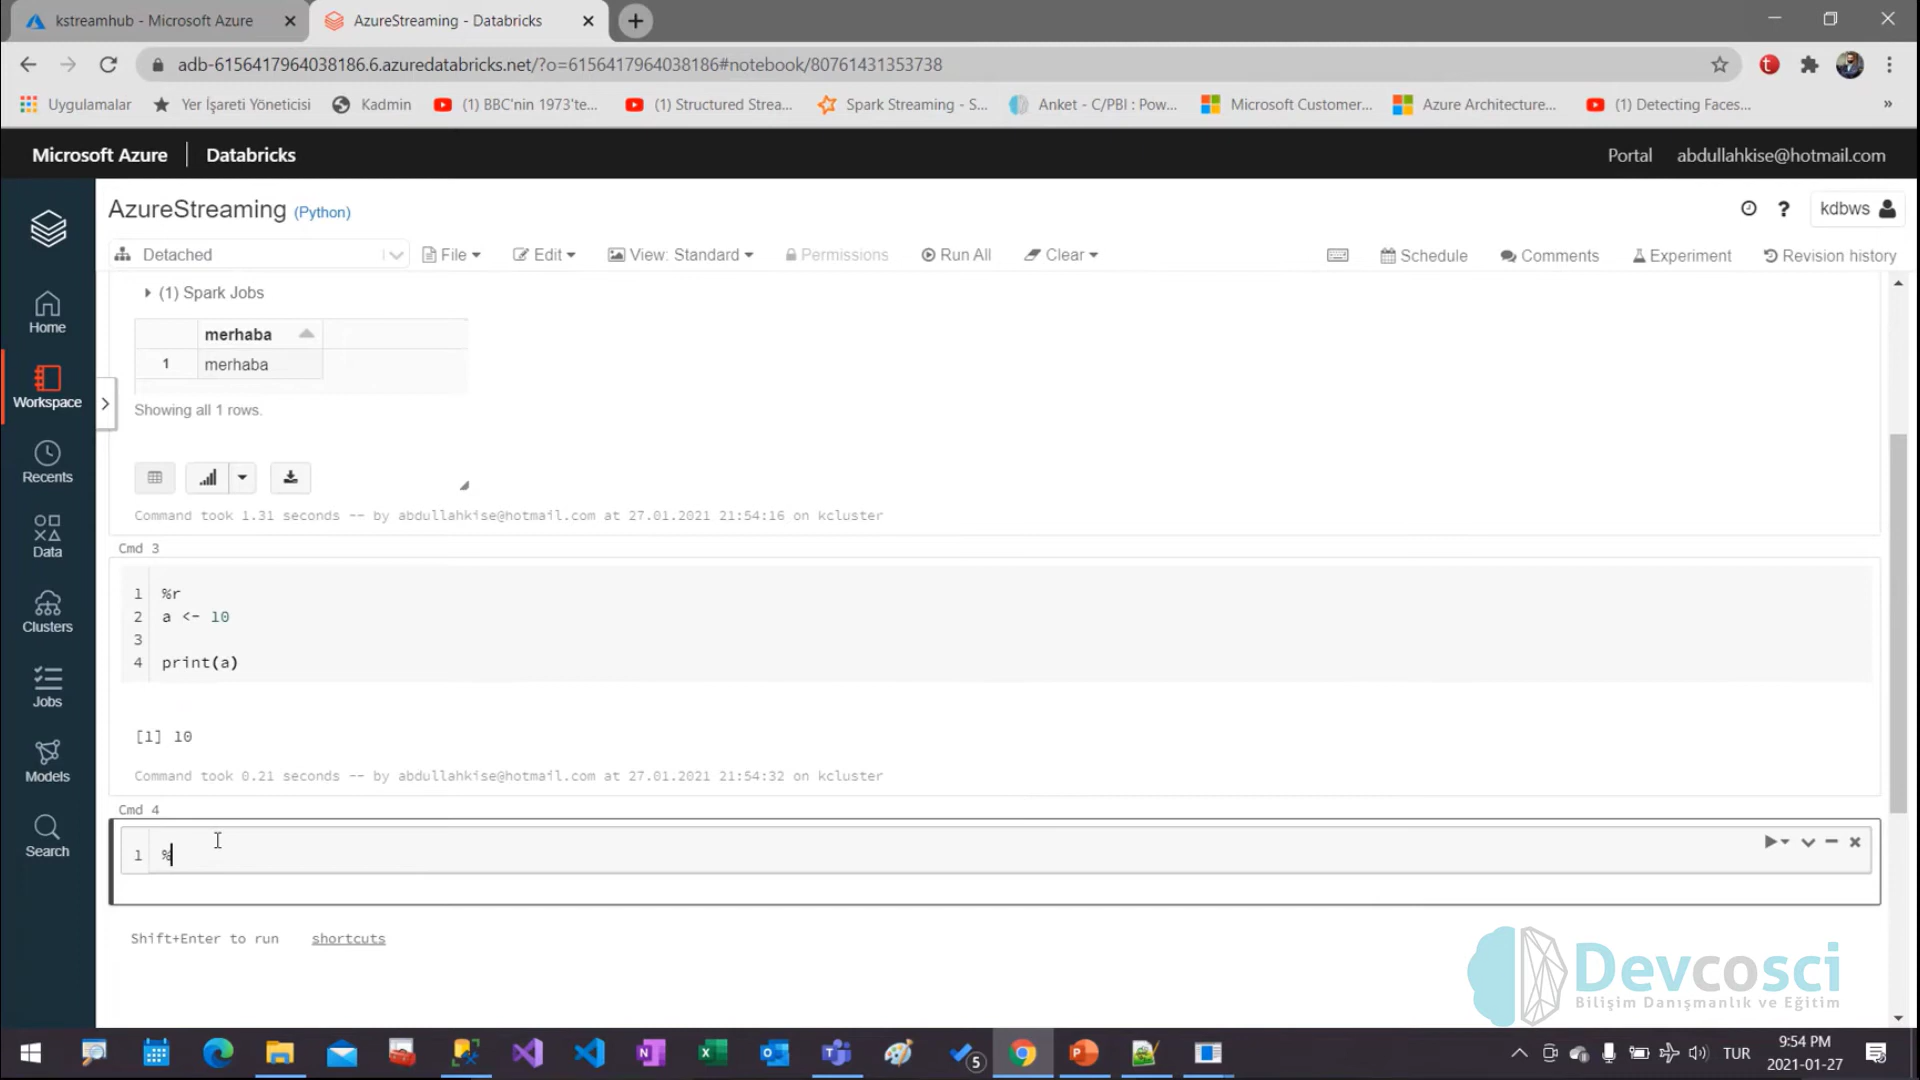 kstreamhub - Microsoft Azure
AzureStreaming - Databricks
adb-6156417964038186.6.azuredatabricks.net/?o=6156417964038186#notebook/80761431353738
Uygulamalar
Yer İşareti Yöneticisi
Kadmin
(1) BBC'nin 1973'te...
(1) Structured Strea...
Spark Streaming - S...
Anket - C/PBI : Pow...
Microsoft Customer...
Azure Architecture...
(1) Detecting Faces...
»
Microsoft Azure
Databricks
Portal
abdullahkise@hotmail.com
AzureStreaming (Python)
kdbws
Detached
File
Edit
View: Standard
Permissions
Run All
Clear
Schedule
Comments
Experiment
Revision history
Home
Workspace
Recents
Data
Clusters
Jobs
Models
Search
(1) Spark Jobs
merhaba
1 merhaba
Showing all 1 rows.
Command took 1.31 seconds -- by abdullahkise@hotmail.com at 27.01.2021 21:54:16 on kcluster
Cmd 3
1 %r
2 a <- 10
3
4 print(a)
[1] 10
Command took 0.21 seconds -- by abdullahkise@hotmail.com at 27.01.2021 21:54:32 on kcluster
Cmd 4
1 %
Shift+Enter to run shortcuts
Devcosci
Bilişim Danışmanlık ve Eğitim
5
TUR
9:54 PM
2021-01-27